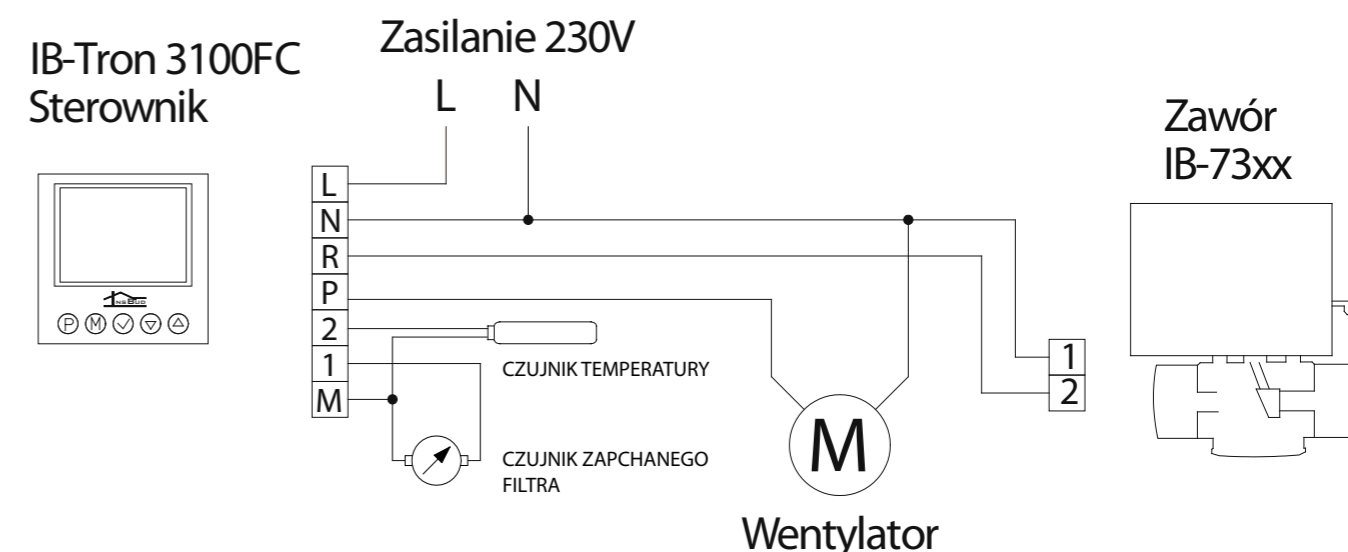 IB-Tron 3100FC
Sterownik
Zasilanie 230V
L N
Zawór
IB-73xx
INSBUD
P M
L
N
R
P
2
1
M
CZUJNIK TEMPERATURY
CZUJNIK ZAPCHANEGO
FILTRA
M
Wentylator
1
2